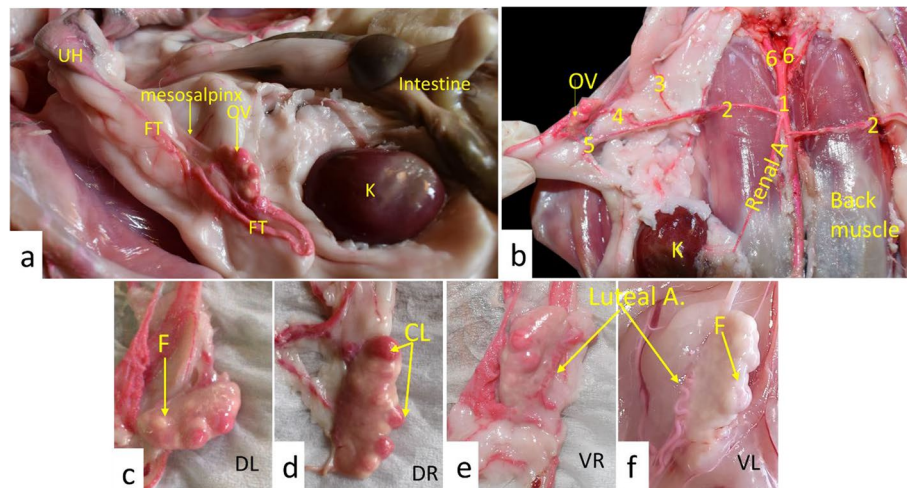 UH
mesosalpinx
OV
Intestine
FT
FT
K
a
OV
3
6 6
4
2
1
2
5
Renal A
K
Back
muscle
b
F
c
DL
CL
d
DR
Luteal A.
e
VR
F
f
VL